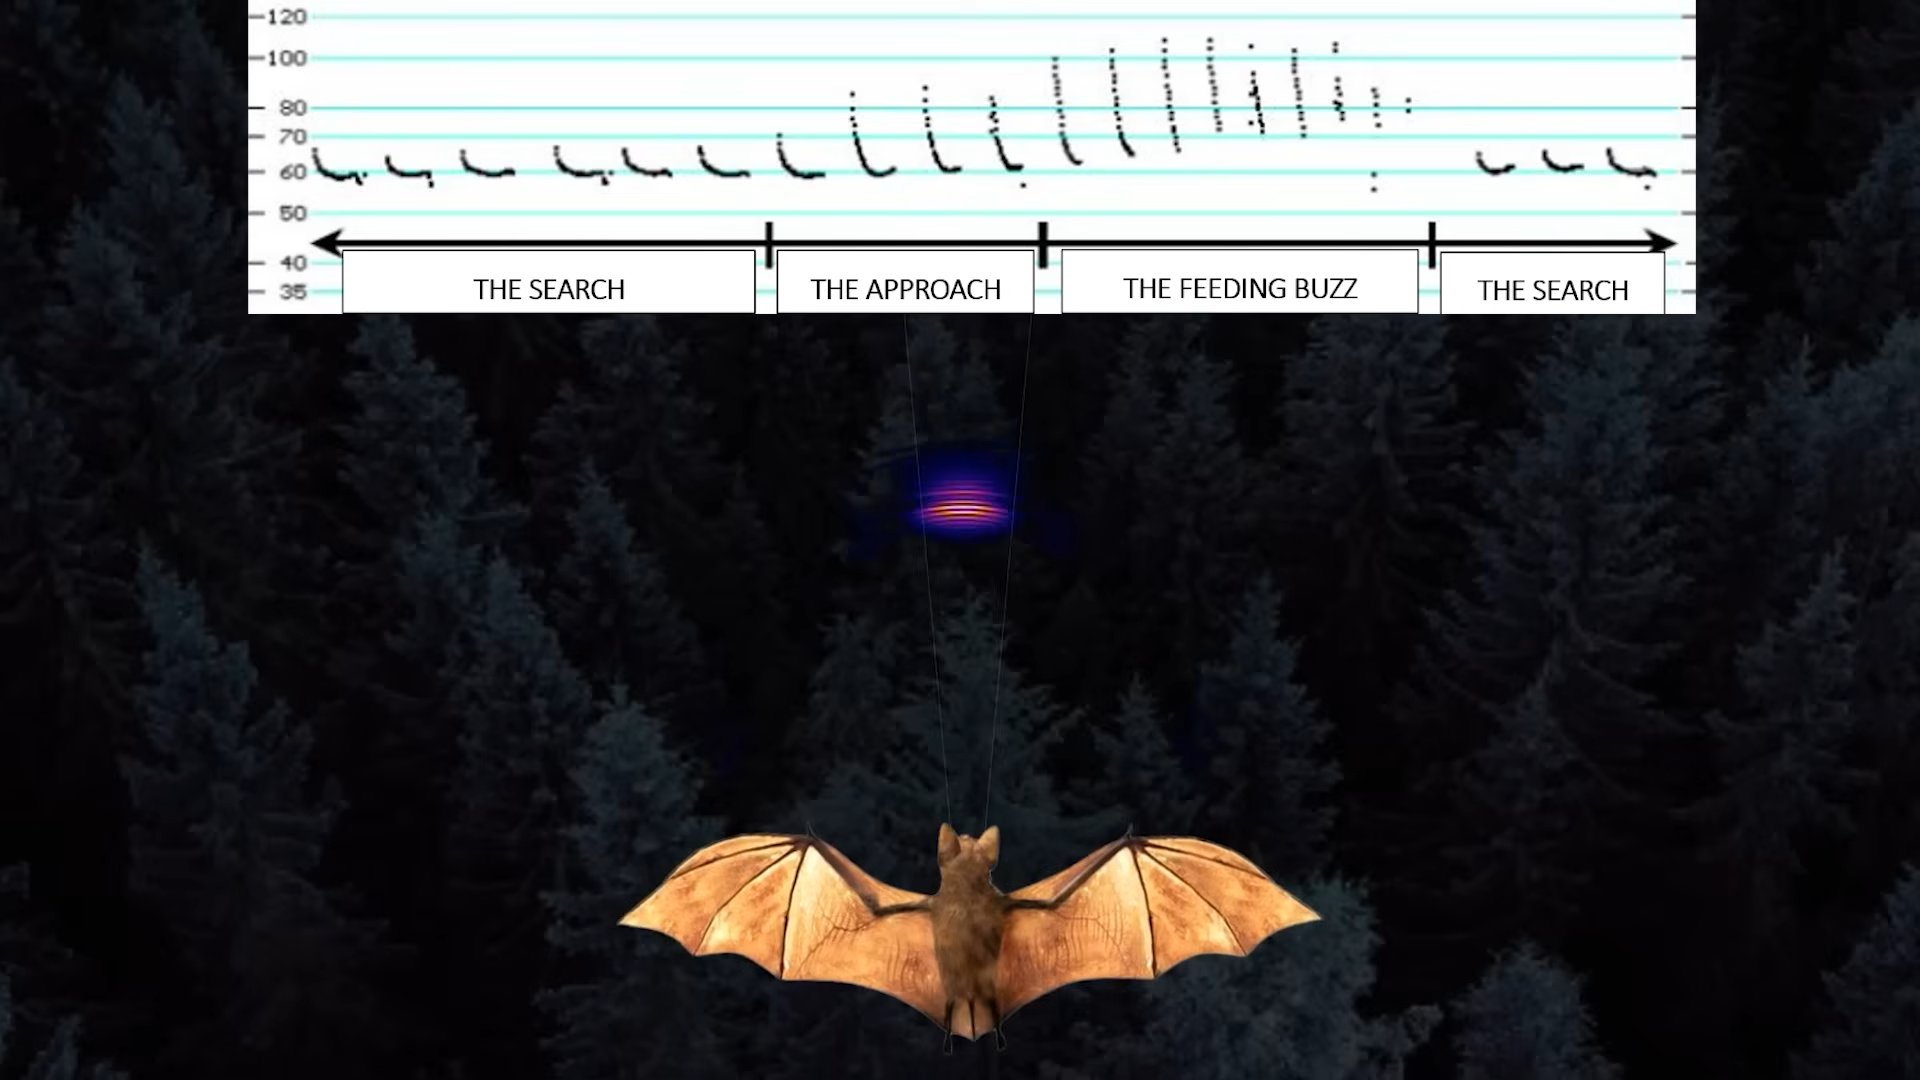 120
100
80
70
60
50
40
35
THE SEARCH
THE APPROACH
THE FEEDING BUZZ
THE SEARCH